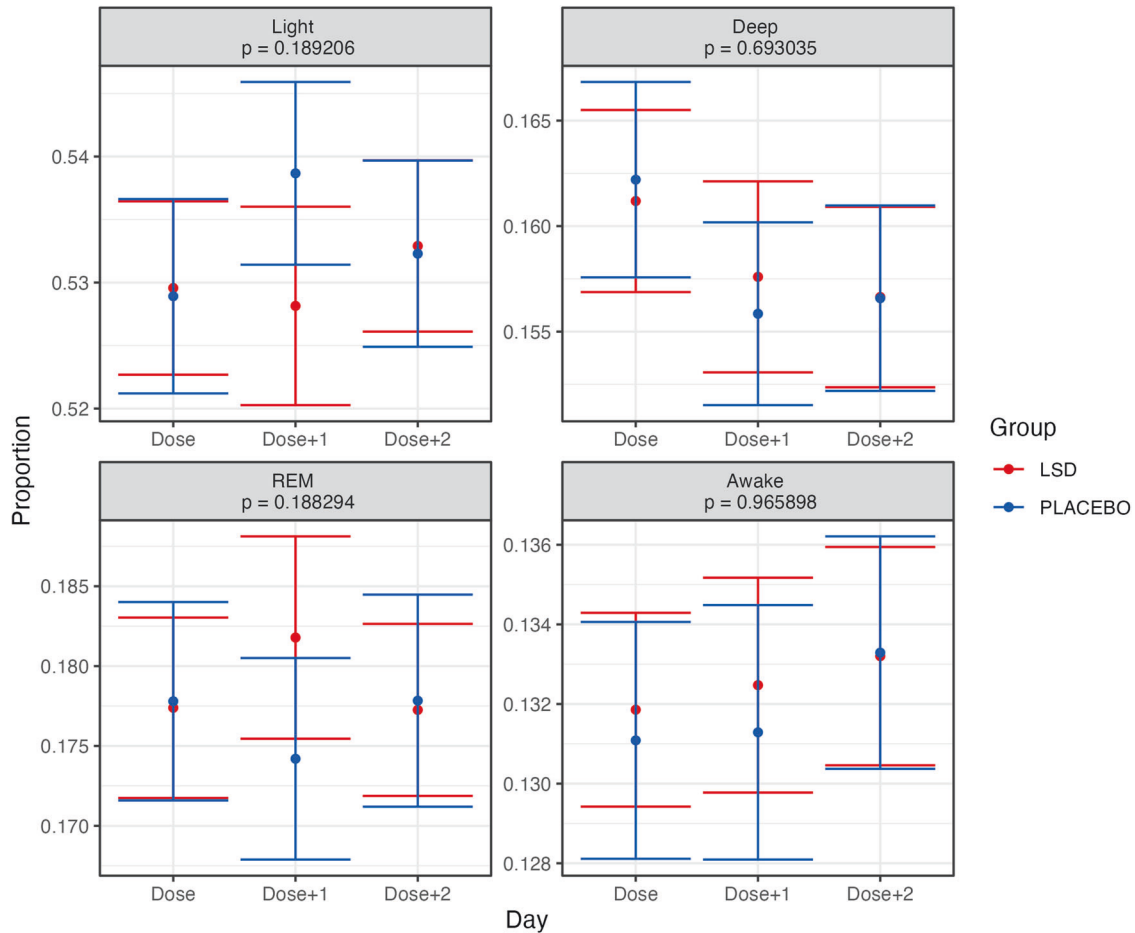 Light
p = 0.189206
Deep
p = 0.693035
0.54
0.53
0.52
0.165
0.160
0.155
Dose
Dose+1
Dose+2
Dose
Dose+1
Dose+2
Proportion
REM
p = 0.188294
Awake
p = 0.965898
0.185
0.180
0.175
0.170
0.136
0.134
0.132
0.130
0.128
Dose
Dose+1
Dose+2
Dose
Dose+1
Dose+2
Day
Group
LSD
PLACEBO